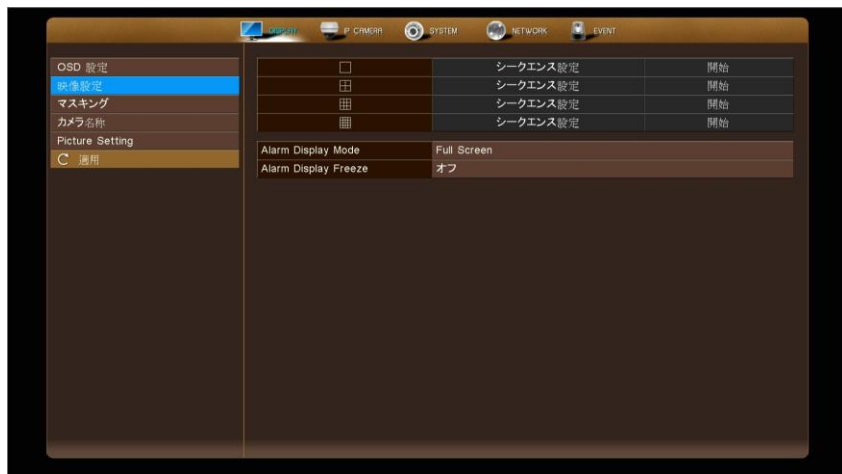 DISPLAY IP CAMERA SYSTEM NETWORK EVENT
OSD 設定
映像設定
マスキング
カメラ名称
Picture Setting
適用
シークエンス設定 開始
シークエンス設定 開始
シークエンス設定 開始
シークエンス設定 開始
Alarm Display Mode Full Screen
Alarm Display Freeze オフ